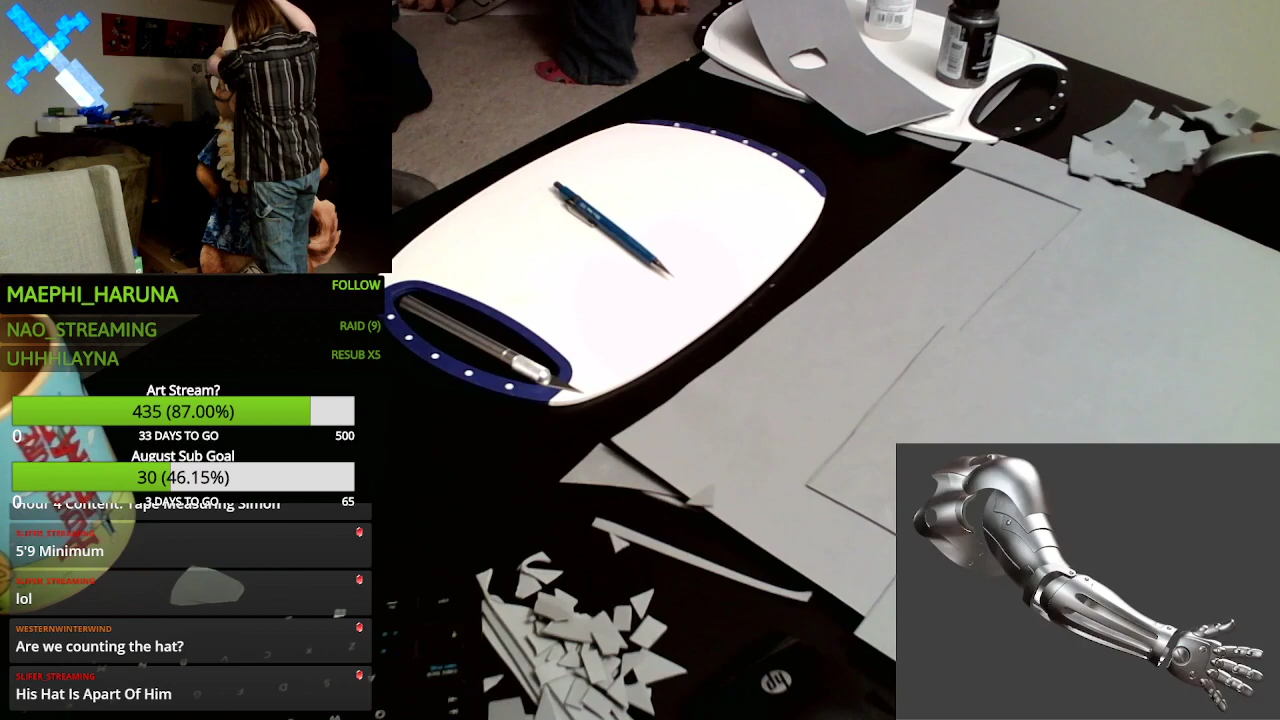 MAEPHI_HARUNA
FOLLOW
NAO_STREAMING
RAID (9)
UHHHLAYNA
RESUB X5
Art Stream?
435 (87.00%)
0
33 DAYS TO GO
500
August Sub Goal
30 (46.15%)
0
3 DAYS TO GO
65
Hour 4 Content: Tape Measuring Simon
SLIFER_STREAMING
5'9 Minimum
SLIFER_STREAMING
lol
WESTERNWINTERWIND
Are we counting the hat?
SLIFER_STREAMING
His Hat Is Apart Of Him
hp